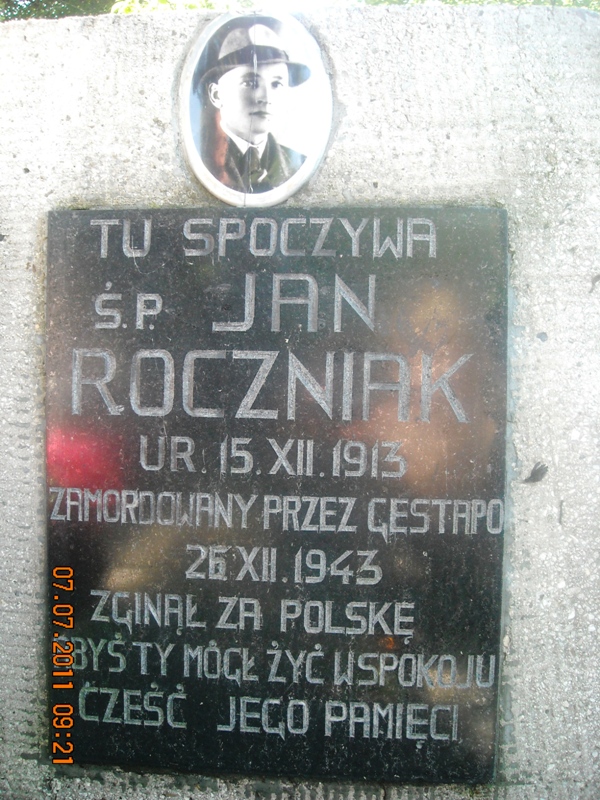 TU SPOCZYWA
Ś.P. JAN
ROCZNIAK
UR. 15.XII.1913
ZAMORDOWANY PRZEZ GESTAPO
26.XII.1943
ZGINĄŁ ZA POLSKĘ
BYŚ TY MÓGŁ ŻYĆ W SPOKOJU
CZEŚĆ JEGO PAMIĘCI
07.07.2011 09:21